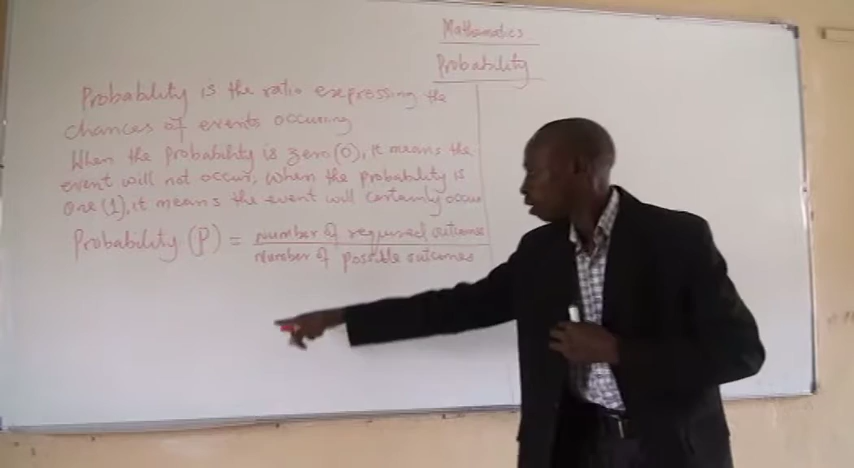 Mathematics
Probability
Probability is the ratio expressing the
chances of events occuring
When the Probability is zero (0), it means the
event will not occur, when the probability is
One (1), it means the event will certainly occur
Probability (P) = number of required outcomes
Number of possible outcomes